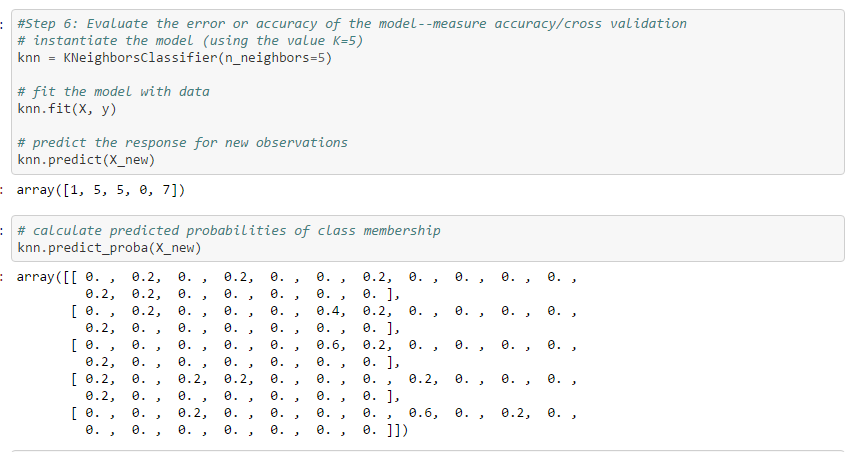 : #Step 6: Evaluate the error or accuracy of the model--measure accuracy/cross validation
# instantiate the model (using the value K=5)
knn = KNeighborsClassifier(n_neighbors=5)
# fit the model with data
knn.fit(X, y)
# predict the response for new observations
knn.predict(X_new)
: array([1, 5, 5, 0, 7])
: # calculate predicted probabilities of class membership
knn.predict_proba(X_new)
: array([[ 0. , 0.2, 0. , 0.2, 0. , 0. , 0.2, 0. , 0. , 0. , 0. ,
0.2, 0.2, 0. , 0. , 0. , 0. , 0. ],
[ 0. , 0.2, 0. , 0. , 0. , 0.4, 0.2, 0. , 0. , 0. , 0. ,
0.2, 0. , 0. , 0. , 0. , 0. , 0. ],
[ 0. , 0. , 0. , 0. , 0. , 0.6, 0.2, 0. , 0. , 0. , 0. ,
0.2, 0. , 0. , 0. , 0. , 0. , 0. ],
[ 0.2, 0. , 0.2, 0.2, 0. , 0. , 0. , 0.2, 0. , 0. , 0. ,
0.2, 0. , 0. , 0. , 0. , 0. , 0. ],
[ 0. , 0. , 0.2, 0. , 0. , 0. , 0. , 0.6, 0. , 0.2, 0. ,
0. , 0. , 0. , 0. , 0. , 0. , 0. ]])